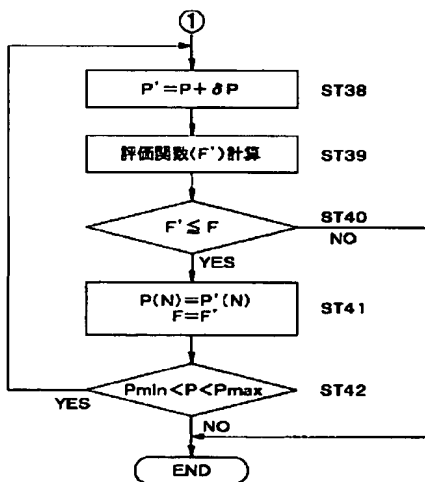 ①
P'=P+δP
ST38
評価関数(F')計算
ST39
F'≦F
ST40
NO
YES
P(N)=P'(N)
F=F'
ST41
Pmin<P<Pmax
ST42
YES
NO
END